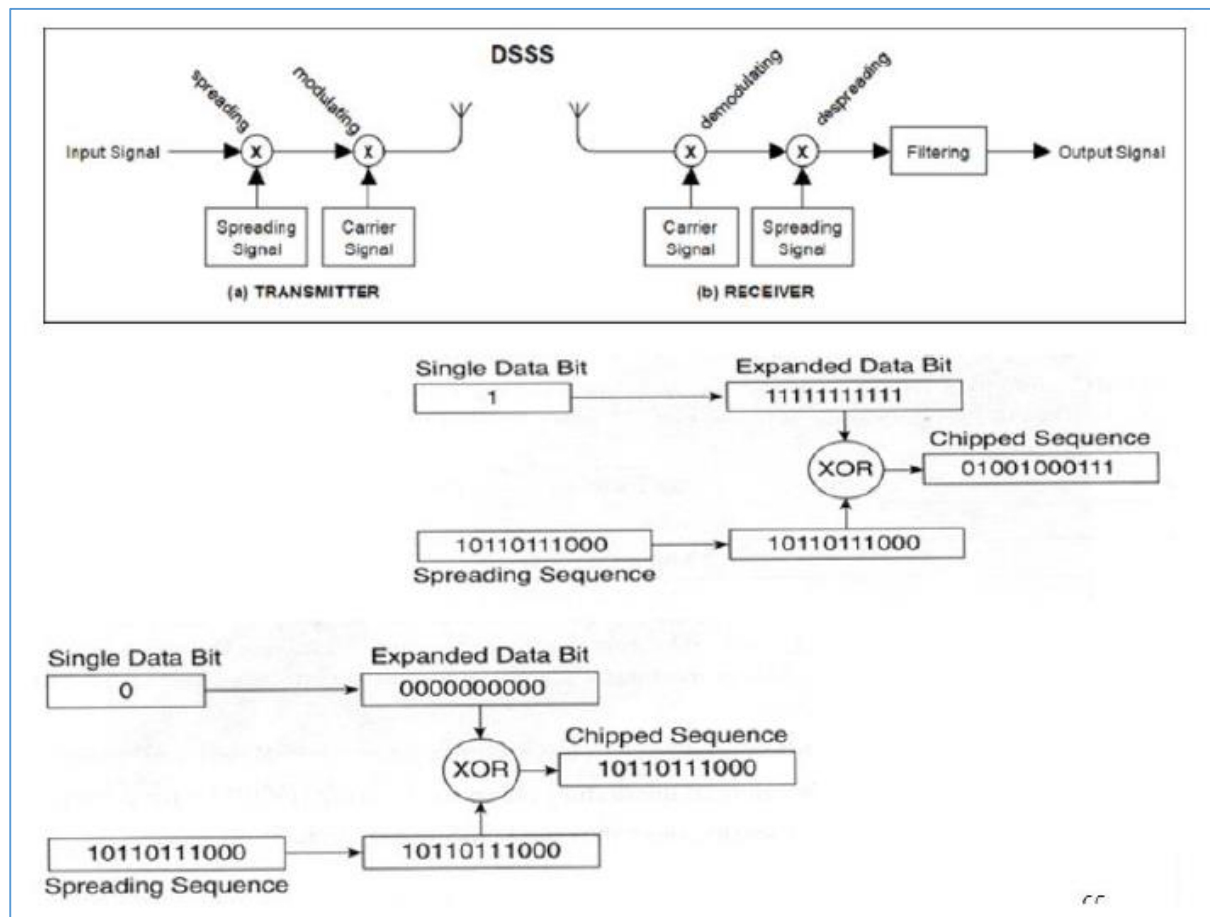 DSSS
spreading
modulating
demodulating
despreading
Input Signal
X
X
X
X
Filtering
Output Signal
Spreading Signal
Carrier Signal
Carrier Signal
Spreading Signal
(a) TRANSMITTER
(b) RECEIVER
Single Data Bit
Expanded Data Bit
1
11111111111
Chipped Sequence
XOR
01001000111
10110111000
10110111000
Spreading Sequence
Single Data Bit
Expanded Data Bit
0
0000000000
Chipped Sequence
XOR
10110111000
10110111000
10110111000
Spreading Sequence